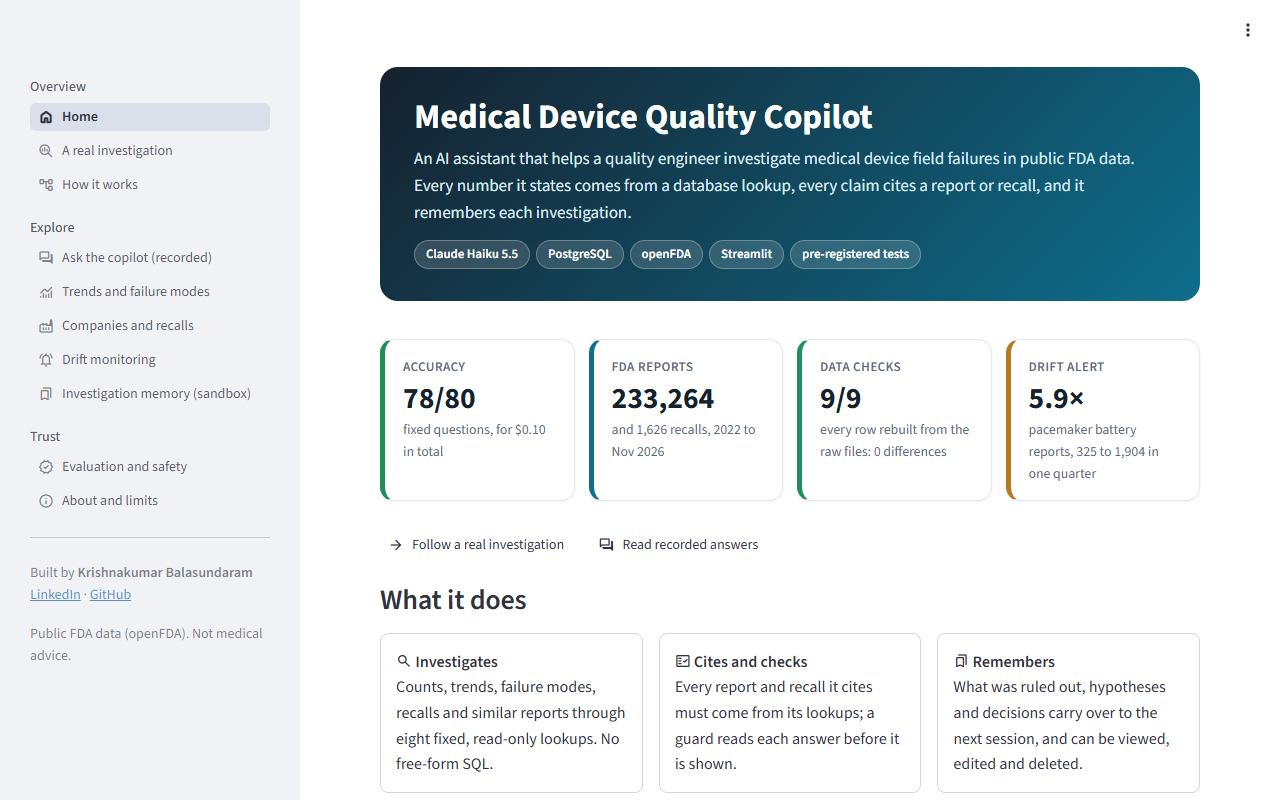 Overview
Home
A real investigation
How it works
Explore
Ask the copilot (recorded)
Trends and failure modes
Companies and recalls
Drift monitoring
Investigation memory (sandbox)
Trust
Evaluation and safety
About and limits
Built by Krishnakumar Balasundaram
LinkedIn · GitHub
Public FDA data (openFDA). Not medical
advice.
Medical Device Quality Copilot
An AI assistant that helps a quality engineer investigate medical device field failures in public FDA data.
Every number it states comes from a database lookup, every claim cites a report or recall, and it
remembers each investigation.
Claude Haiku 5.5 PostgreSQL openFDA Streamlit pre-registered tests
ACCURACY
78/80
fixed questions, for $0.10
in total
FDA REPORTS
233,264
and 1,626 recalls, 2022 to
Nov 2026
DATA CHECKS
9/9
every row rebuilt from the
raw files: 0 differences
DRIFT ALERT
5.9×
pacemaker battery
reports, 325 to 1,904 in
one quarter
Follow a real investigation
Read recorded answers
What it does
Investigates
Counts, trends, failure modes,
recalls and similar reports through
eight fixed, read-only lookups. No
free-form SQL.
Cites and checks
Every report and recall it cites
must come from its lookups; a
guard reads each answer before it
is shown.
Remembers
What was ruled out, hypotheses
and decisions carry over to the
next session, and can be viewed,
edited and deleted.